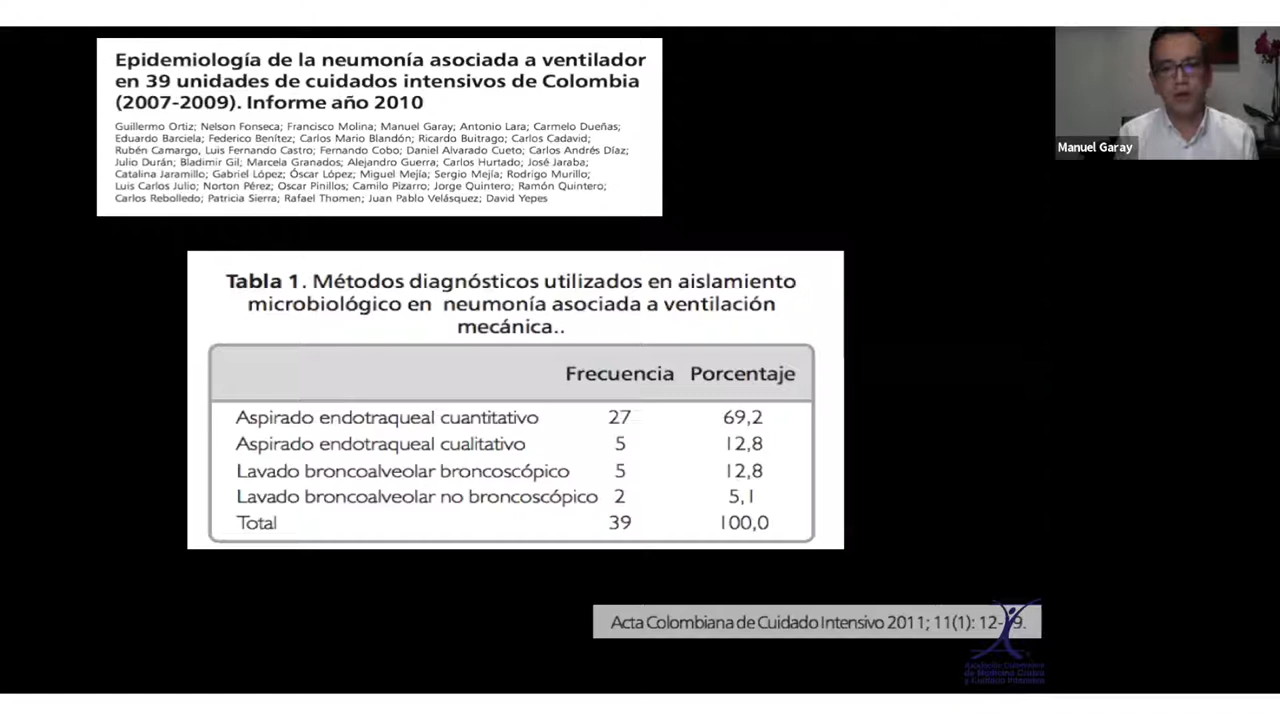 Epidemiología de la neumonía asociada a ventilador
en 39 unidades de cuidados intensivos de Colombia
(2007-2009). Informe año 2010
Guillermo Ortiz; Nelson Fonseca; Francisco Molina; Manuel Garay; Antonio Lara; Carmelo Dueñas;
Eduardo Barciela; Federico Benítez; Carlos Mario Blandón; Ricardo Buitrago; Carlos Cadavid;
Rubén Camargo, Luis Fernando Castro; Fernando Cobo; Daniel Alvarado Cueto; Carlos Andrés Díaz;
Julio Durán; Bladimir Gil; Marcela Granados; Alejandro Guerra; Carlos Hurtado; José Jaraba;
Catalina Jaramillo; Gabriel López; Óscar López; Miguel Mejía; Sergio Mejía; Rodrigo Murillo;
Luis Carlos Julio; Norton Pérez; Oscar Pinillos; Camilo Pizarro; Jorge Quintero; Ramón Quintero;
Carlos Rebolledo; Patricia Sierra; Rafael Thomen; Juan Pablo Velásquez; David Yepes
Manuel Garay
Tabla 1. Métodos diagnósticos utilizados en aislamiento
microbiológico en neumonía asociada a ventilación
mecánica..
Frecuencia Porcentaje
Aspirado endotraqueal cuantitativo 27 69,2
Aspirado endotraqueal cualitativo 5 12,8
Lavado broncoalveolar broncoscópico 5 12,8
Lavado broncoalveolar no broncoscópico 2 5,1
Total 39 100,0
Acta Colombiana de Cuidado Intensivo 2011; 11(1): 12-
de Medicina Crítica
y Cuidado Intensivo